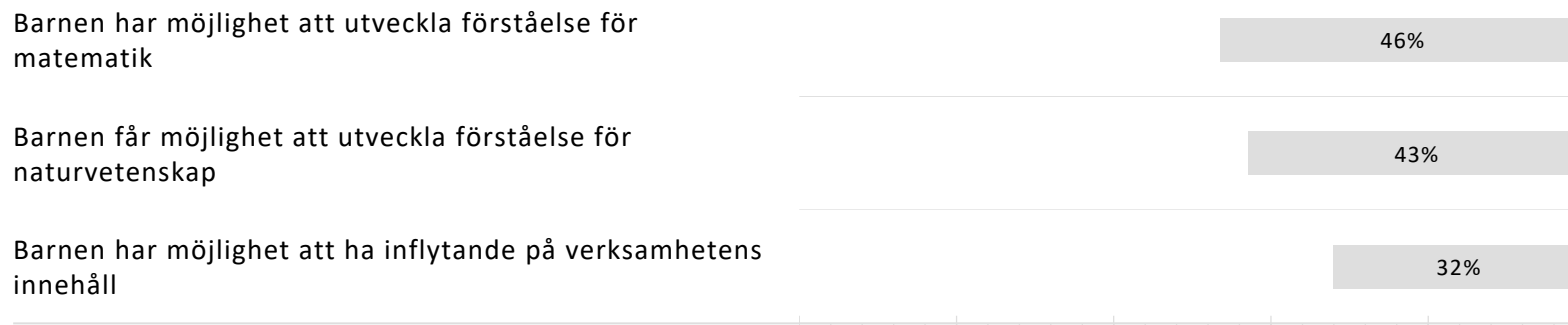 Barnen har möjlighet att utveckla förståelse för
matematik
46%
Barnen får möjlighet att utveckla förståelse för
naturvetenskap
43%
Barnen har möjlighet att ha inflytande på verksamhetens
innehåll
32%